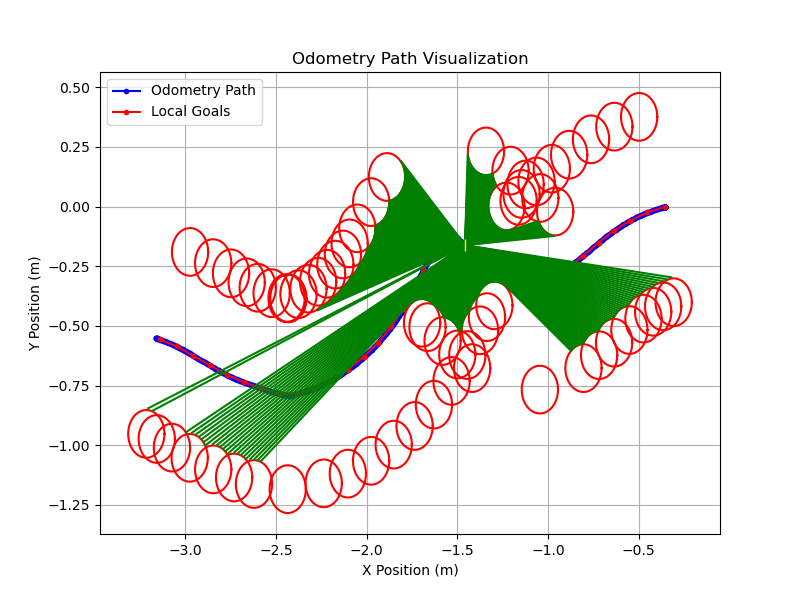 Odometry Path Visualization
Odometry Path
Local Goals
Y Position (m)
0.50
0.25
0.00
−0.25
−0.50
−0.75
−1.00
−1.25
−3.0 −2.5 −2.0 −1.5 −1.0 −0.5
X Position (m)